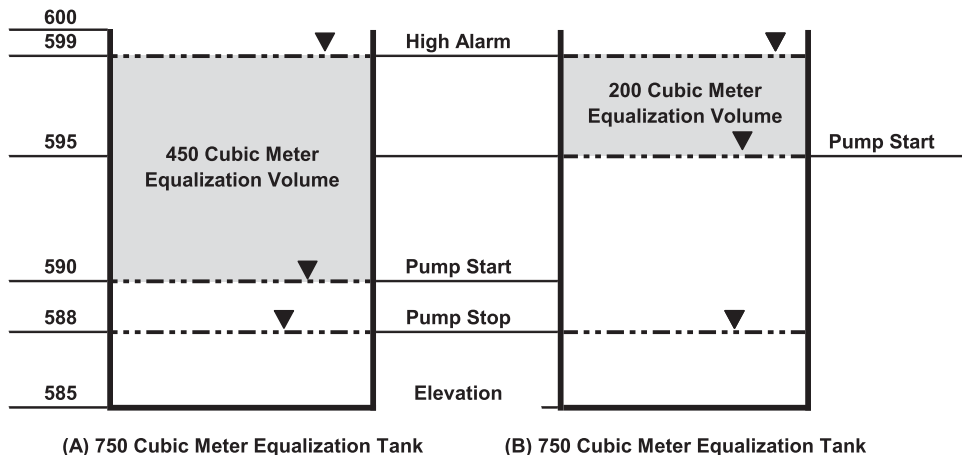 600
599
High Alarm
200 Cubic Meter
Equalization Volume
595
Pump Start
450 Cubic Meter
Equalization Volume
590
Pump Start
588
Pump Stop
585
Elevation
(A) 750 Cubic Meter Equalization Tank
(B) 750 Cubic Meter Equalization Tank